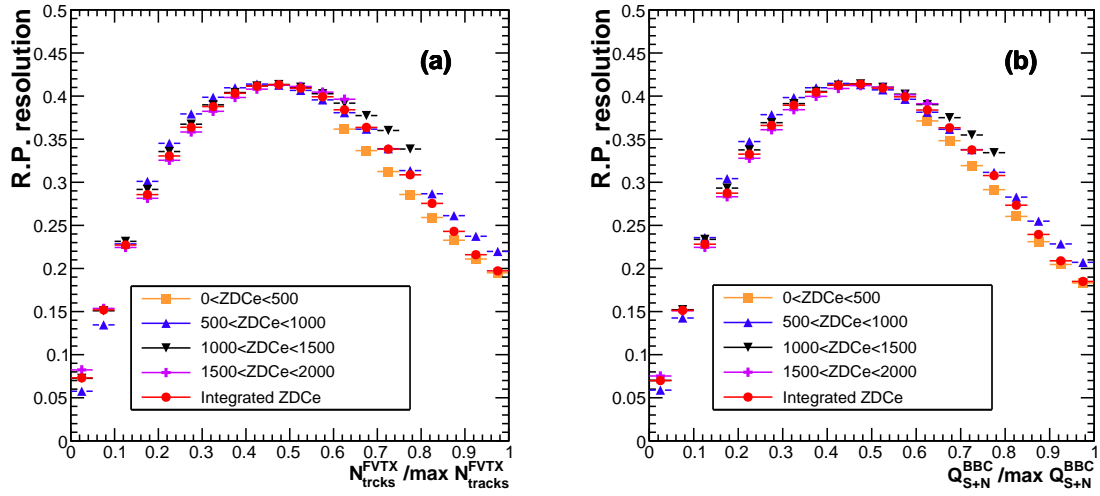 R.P. resolution
0.5
0.45
0.4
0.35
0.3
0.25
0.2
0.15
0.1
0.05
0
(a)
0<ZDCe<500
500<ZDCe<1000
1000<ZDCe<1500
1500<ZDCe<2000
Integrated ZDCe
0 0.1 0.2 0.3 0.4 0.5 0.6 0.7 0.8 0.9 1
N FVTX trcks /max N FVTX tracks
R.P. resolution
0.5
0.45
0.4
0.35
0.3
0.25
0.2
0.15
0.1
0.05
0
(b)
0<ZDCe<500
500<ZDCe<1000
1000<ZDCe<1500
1500<ZDCe<2000
Integrated ZDCe
0 0.1 0.2 0.3 0.4 0.5 0.6 0.7 0.8 0.9 1
Q BBC S+N /max Q BBC S+N